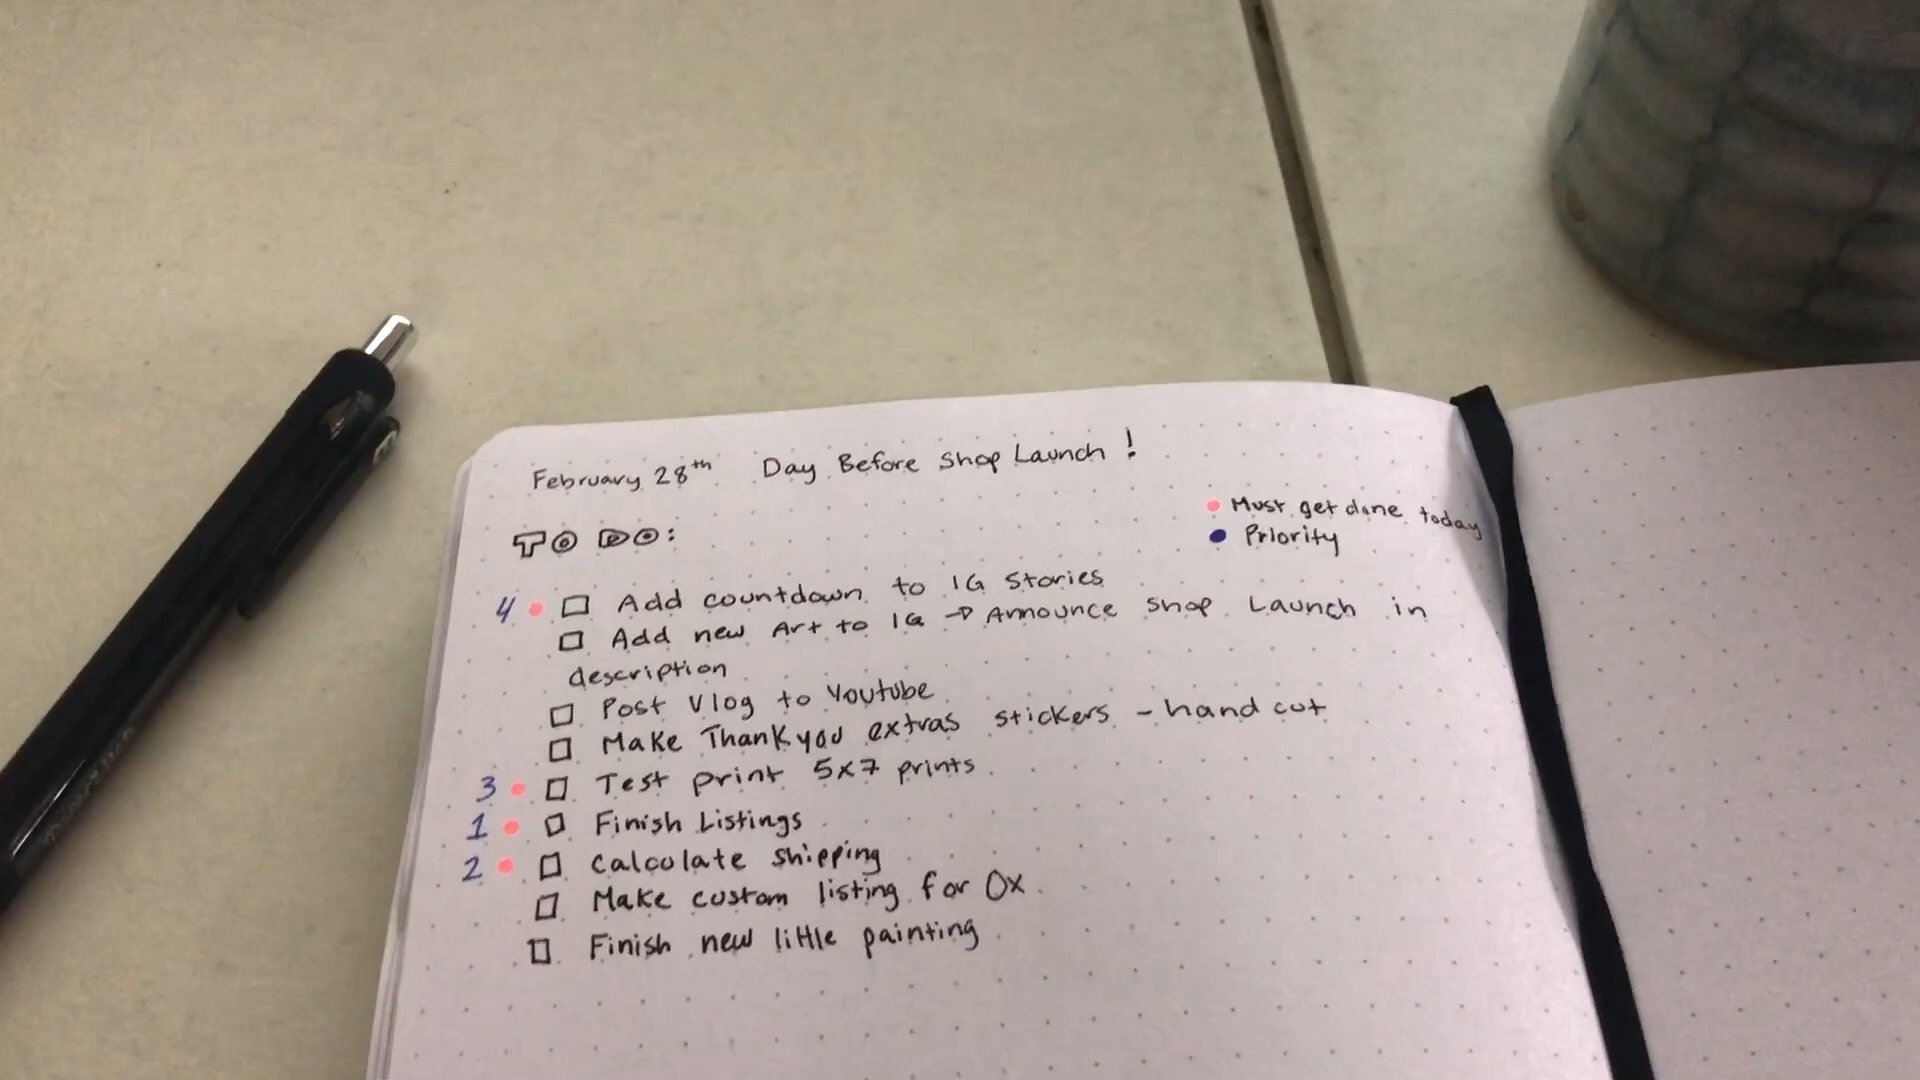 February 28th Day Before Shop Launch!
Must get done today
Priority
TO DO:
4 Add countdown to IG Stories
Add new Art to IG → Announce shop Launch in
description
Post Vlog to Youtube
Make Thank you extras stickers - hand cut
3 Test print 5x7 prints
1 Finish Listings
2 Calculate shipping
Make custom listing for Ox
Finish new little painting